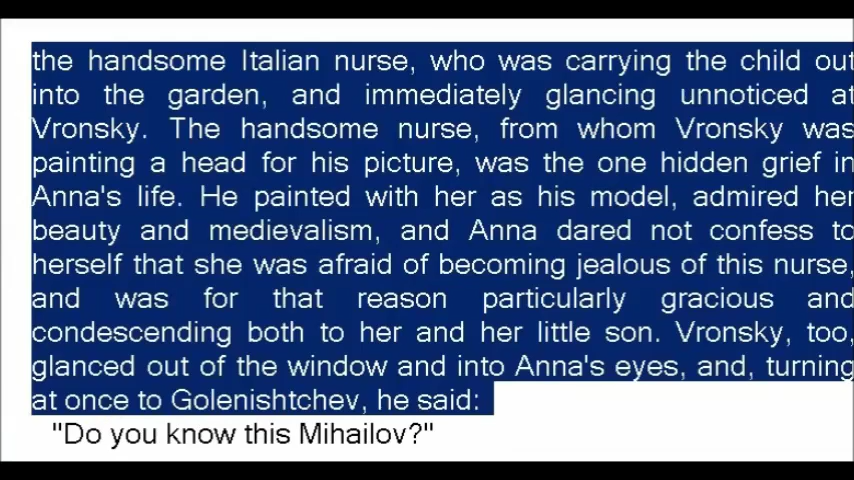 the handsome Italian nurse, who was carrying the child out
into the garden, and immediately glancing unnoticed at
Vronsky. The handsome nurse, from whom Vronsky was
painting a head for his picture, was the one hidden grief in
Anna's life. He painted with her as his model, admired her
beauty and medievalism, and Anna dared not confess to
herself that she was afraid of becoming jealous of this nurse,
and was for that reason particularly gracious and
condescending both to her and her little son. Vronsky, too,
glanced out of the window and into Anna's eyes, and, turning
at once to Golenishtchev, he said:
"Do you know this Mihailov?"